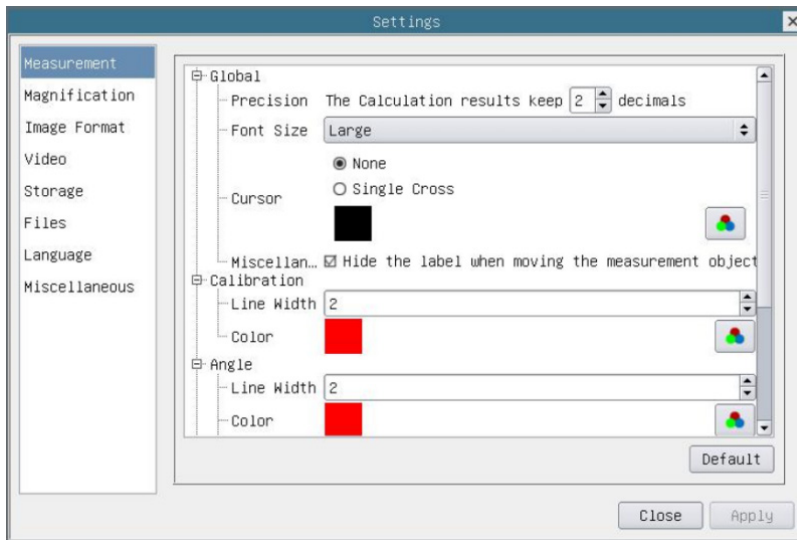 Settings
Measurement
Magnification
Image Format
Video
Storage
Files
Language
Miscellaneous
Global
Precision The Calculation results keep 2 decimals
Font Size Large
None
Single Cross
Cursor
Miscellan... Hide the label when moving the measurement object
Calibration
Line Width 2
Color
Angle
Line Width 2
Color
Default
Close Apply